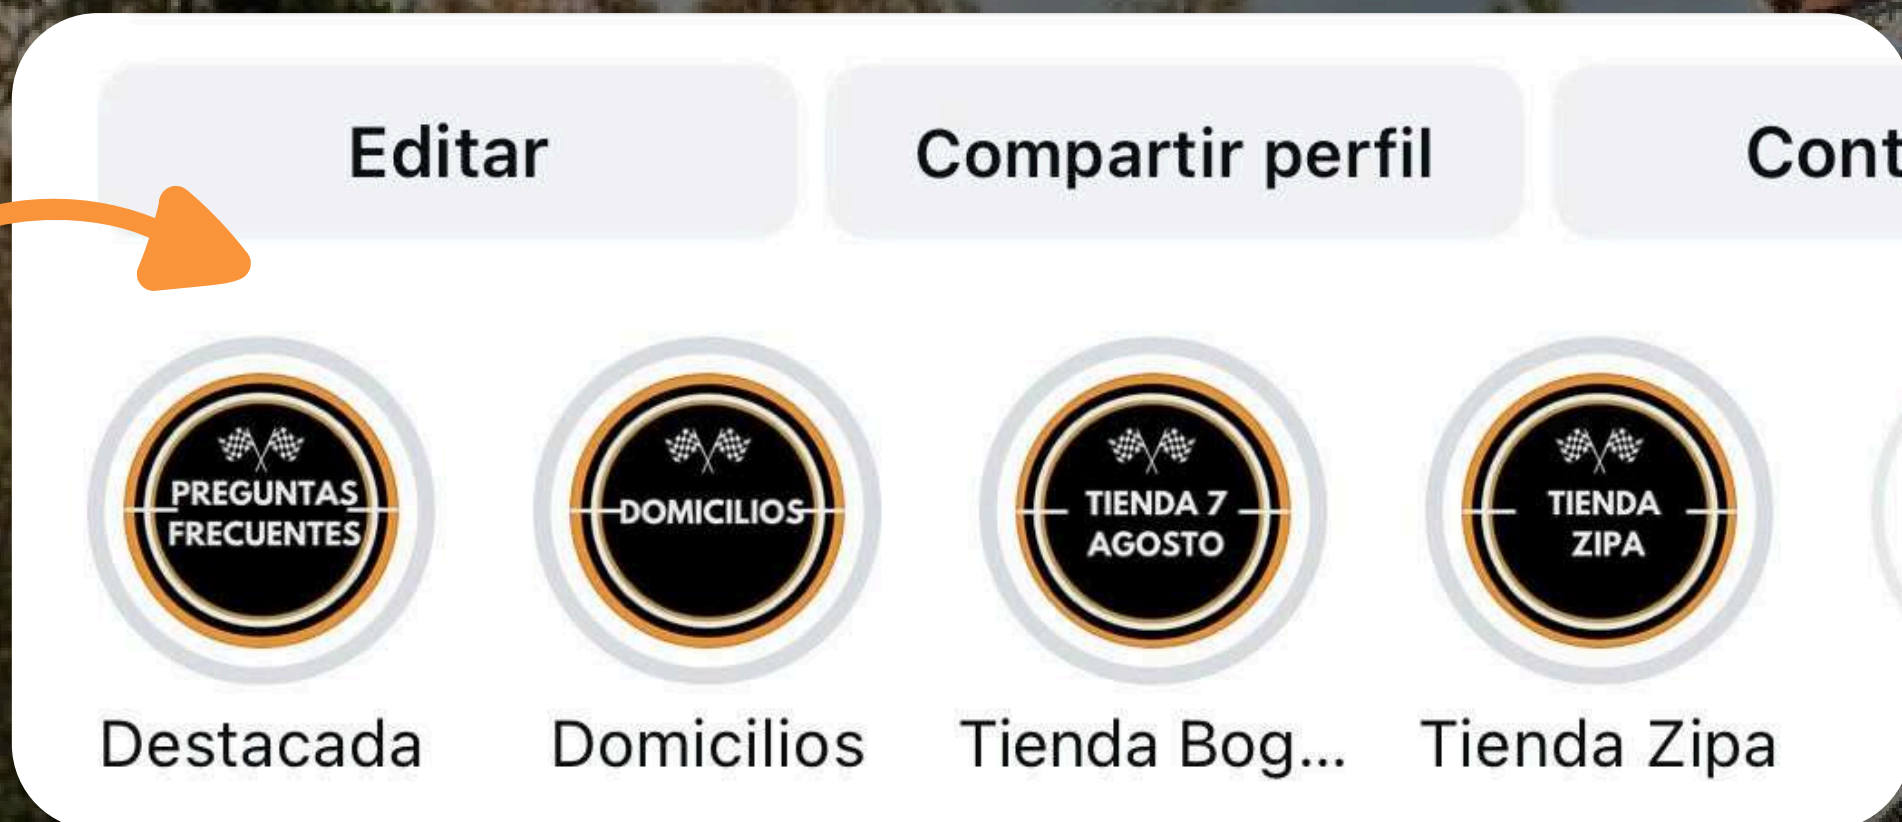 Editar
Compartir perfil
Cont
PREGUNTAS
FRECUENTES
DOMICILIOS
TIENDA 7
AGOSTO
TIENDA
ZIPA
Destacada
Domicilios
Tienda Bog...
Tienda Zipa